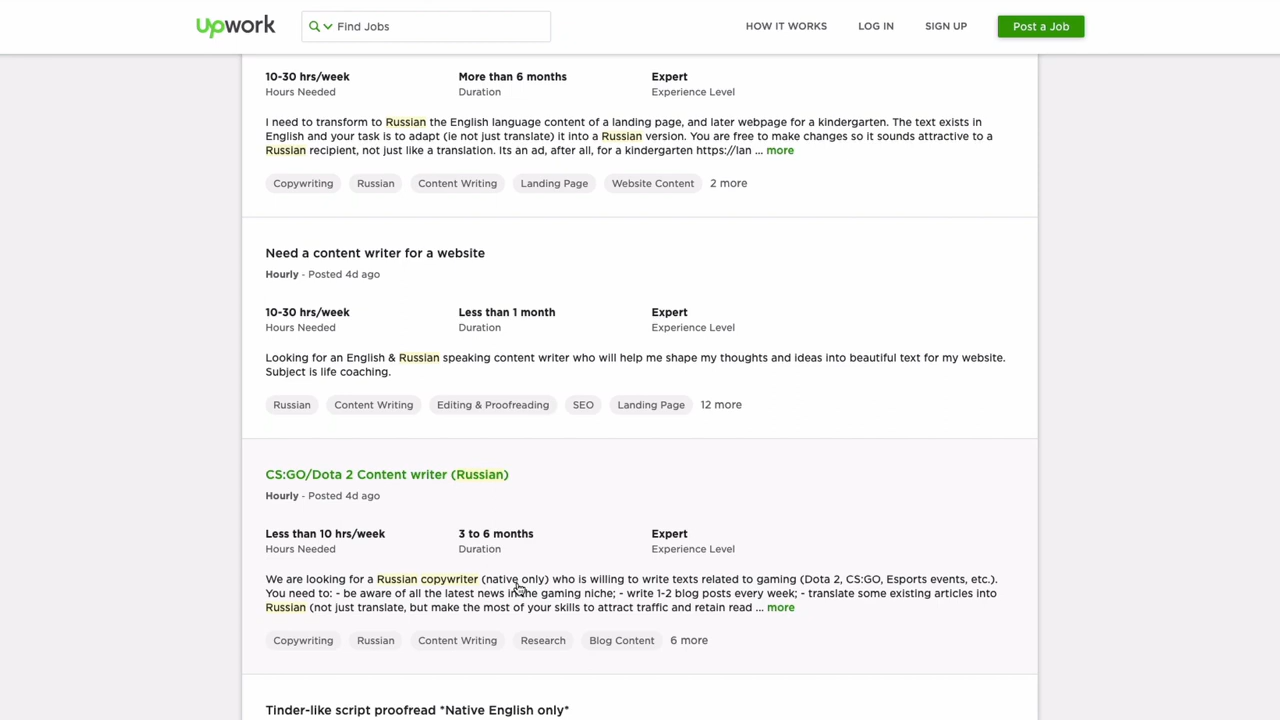 upwork Find Jobs HOW IT WORKS LOG IN SIGN UP Post a Job
10-30 hrs/week More than 6 months Expert
Hours Needed Duration Experience Level
I need to transform to Russian the English language content of a landing page, and later webpage for a kindergarten. The text exists in
English and your task is to adapt (ie not just translate) it into a Russian version. You are free to make changes so it sounds attractive to a
Russian recipient, not just like a translation. Its an ad, after all, for a kindergarten https://lan ... more
Copywriting Russian Content Writing Landing Page Website Content 2 more
Need a content writer for a website
Hourly - Posted 4d ago
10-30 hrs/week Less than 1 month Expert
Hours Needed Duration Experience Level
Looking for an English & Russian speaking content writer who will help me shape my thoughts and ideas into beautiful text for my website.
Subject is life coaching.
Russian Content Writing Editing & Proofreading SEO Landing Page 12 more
CS:GO/Dota 2 Content writer (Russian)
Hourly - Posted 4d ago
Less than 10 hrs/week 3 to 6 months Expert
Hours Needed Duration Experience Level
We are looking for a Russian copywriter (native only) who is willing to write texts related to gaming (Dota 2, CS:GO, Esports events, etc.).
You need to: - be aware of all the latest news in the gaming niche; - write 1-2 blog posts every week; - translate some existing articles into
Russian (not just translate, but make the most of your skills to attract traffic and retain read ... more
Copywriting Russian Content Writing Research Blog Content 6 more
Tinder-like script proofread *Native English only*